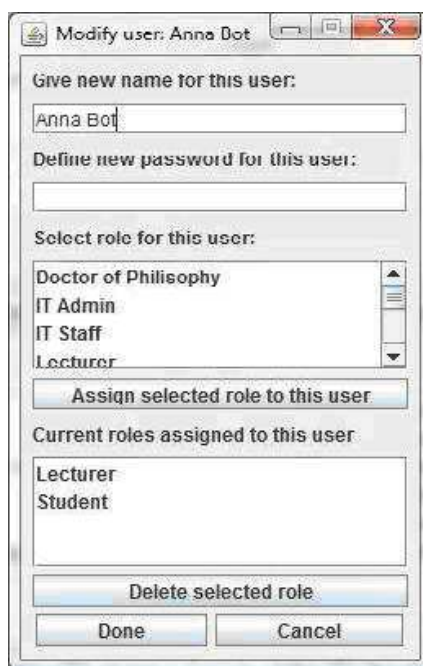 Modify user: Anna Bot
Give new name for this user:
Anna Bot
Define new password for this user:
Select role for this user:
Doctor of Philisophy
IT Admin
IT Staff
Lecturer
Assign selected role to this user
Current roles assigned to this user
Lecturer
Student
Delete selected role
Done Cancel